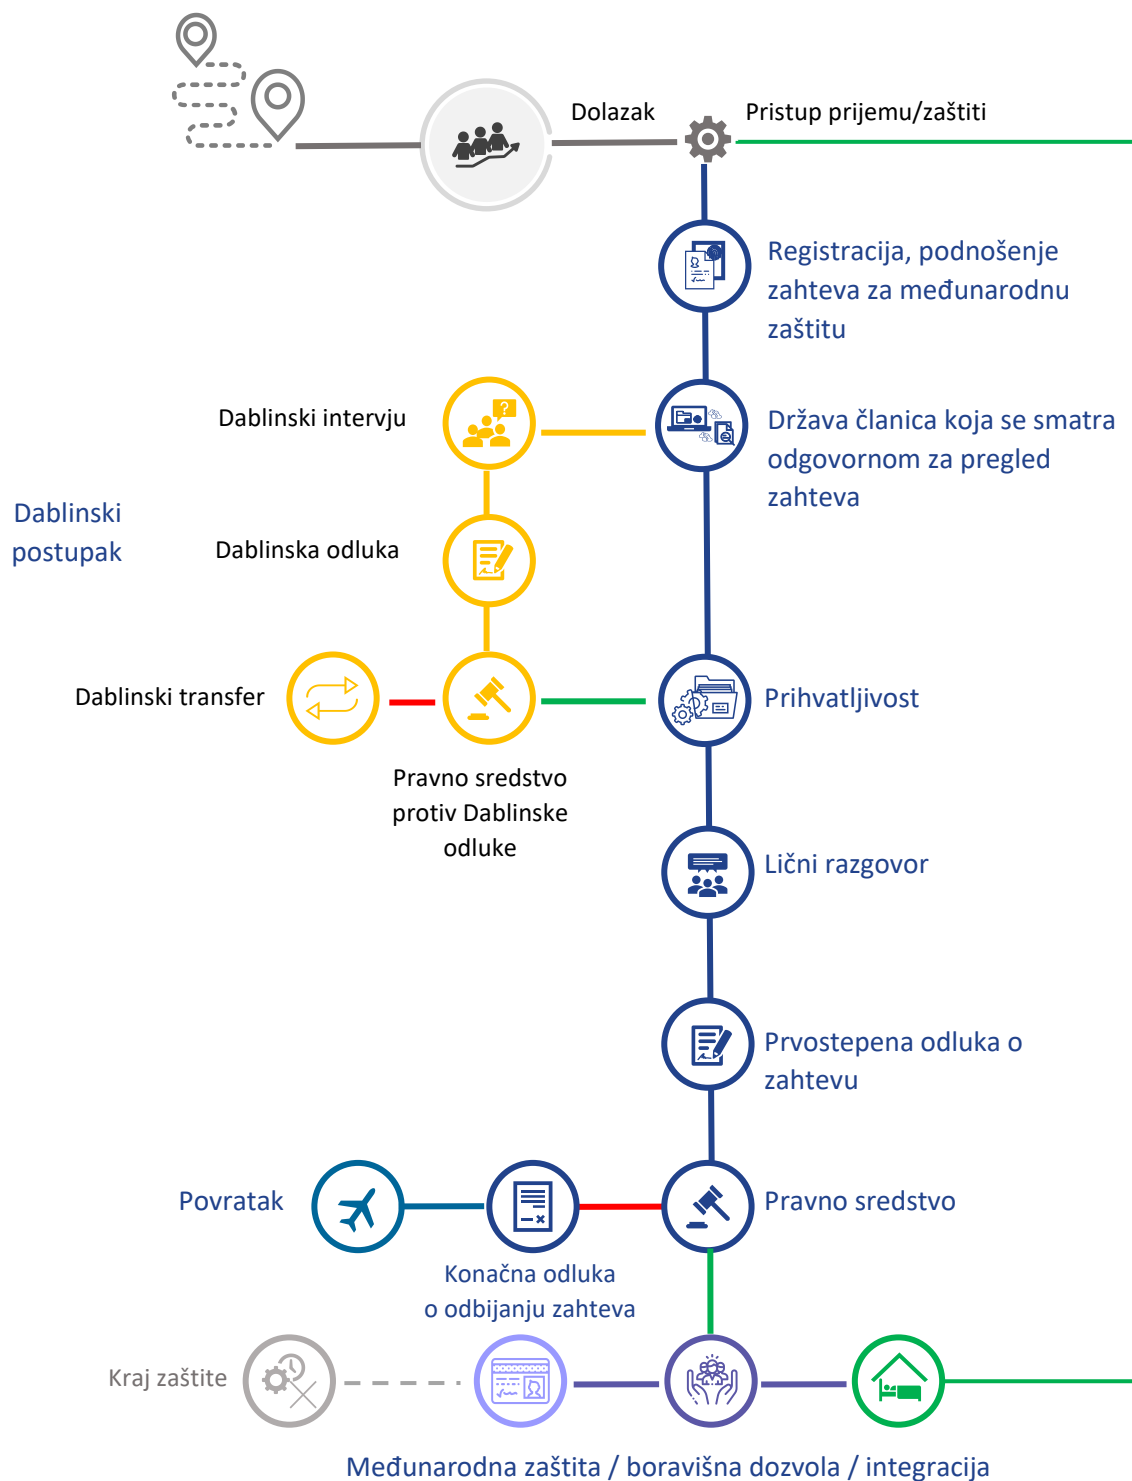 Dolazak
Pristup prijemu/zaštiti
Registracija, podnošenje
zahteva za međunarodnu
zaštitu
Dablinski intervju
Država članica koja se smatra
odgovornom za pregled
zahteva
Dablinski
postupak
Dablinska odluka
Dablinski transfer
Prihvatljivost
Pravno sredstvo
protiv Dablinske
odluke
Lični razgovor
Prvostepena odluka o
zahtevu
Povratak
Pravno sredstvo
Konačna odluka
o odbijanju zahteva
Kraj zaštite
Međunarodna zaštita / boravišna dozvola / integracija